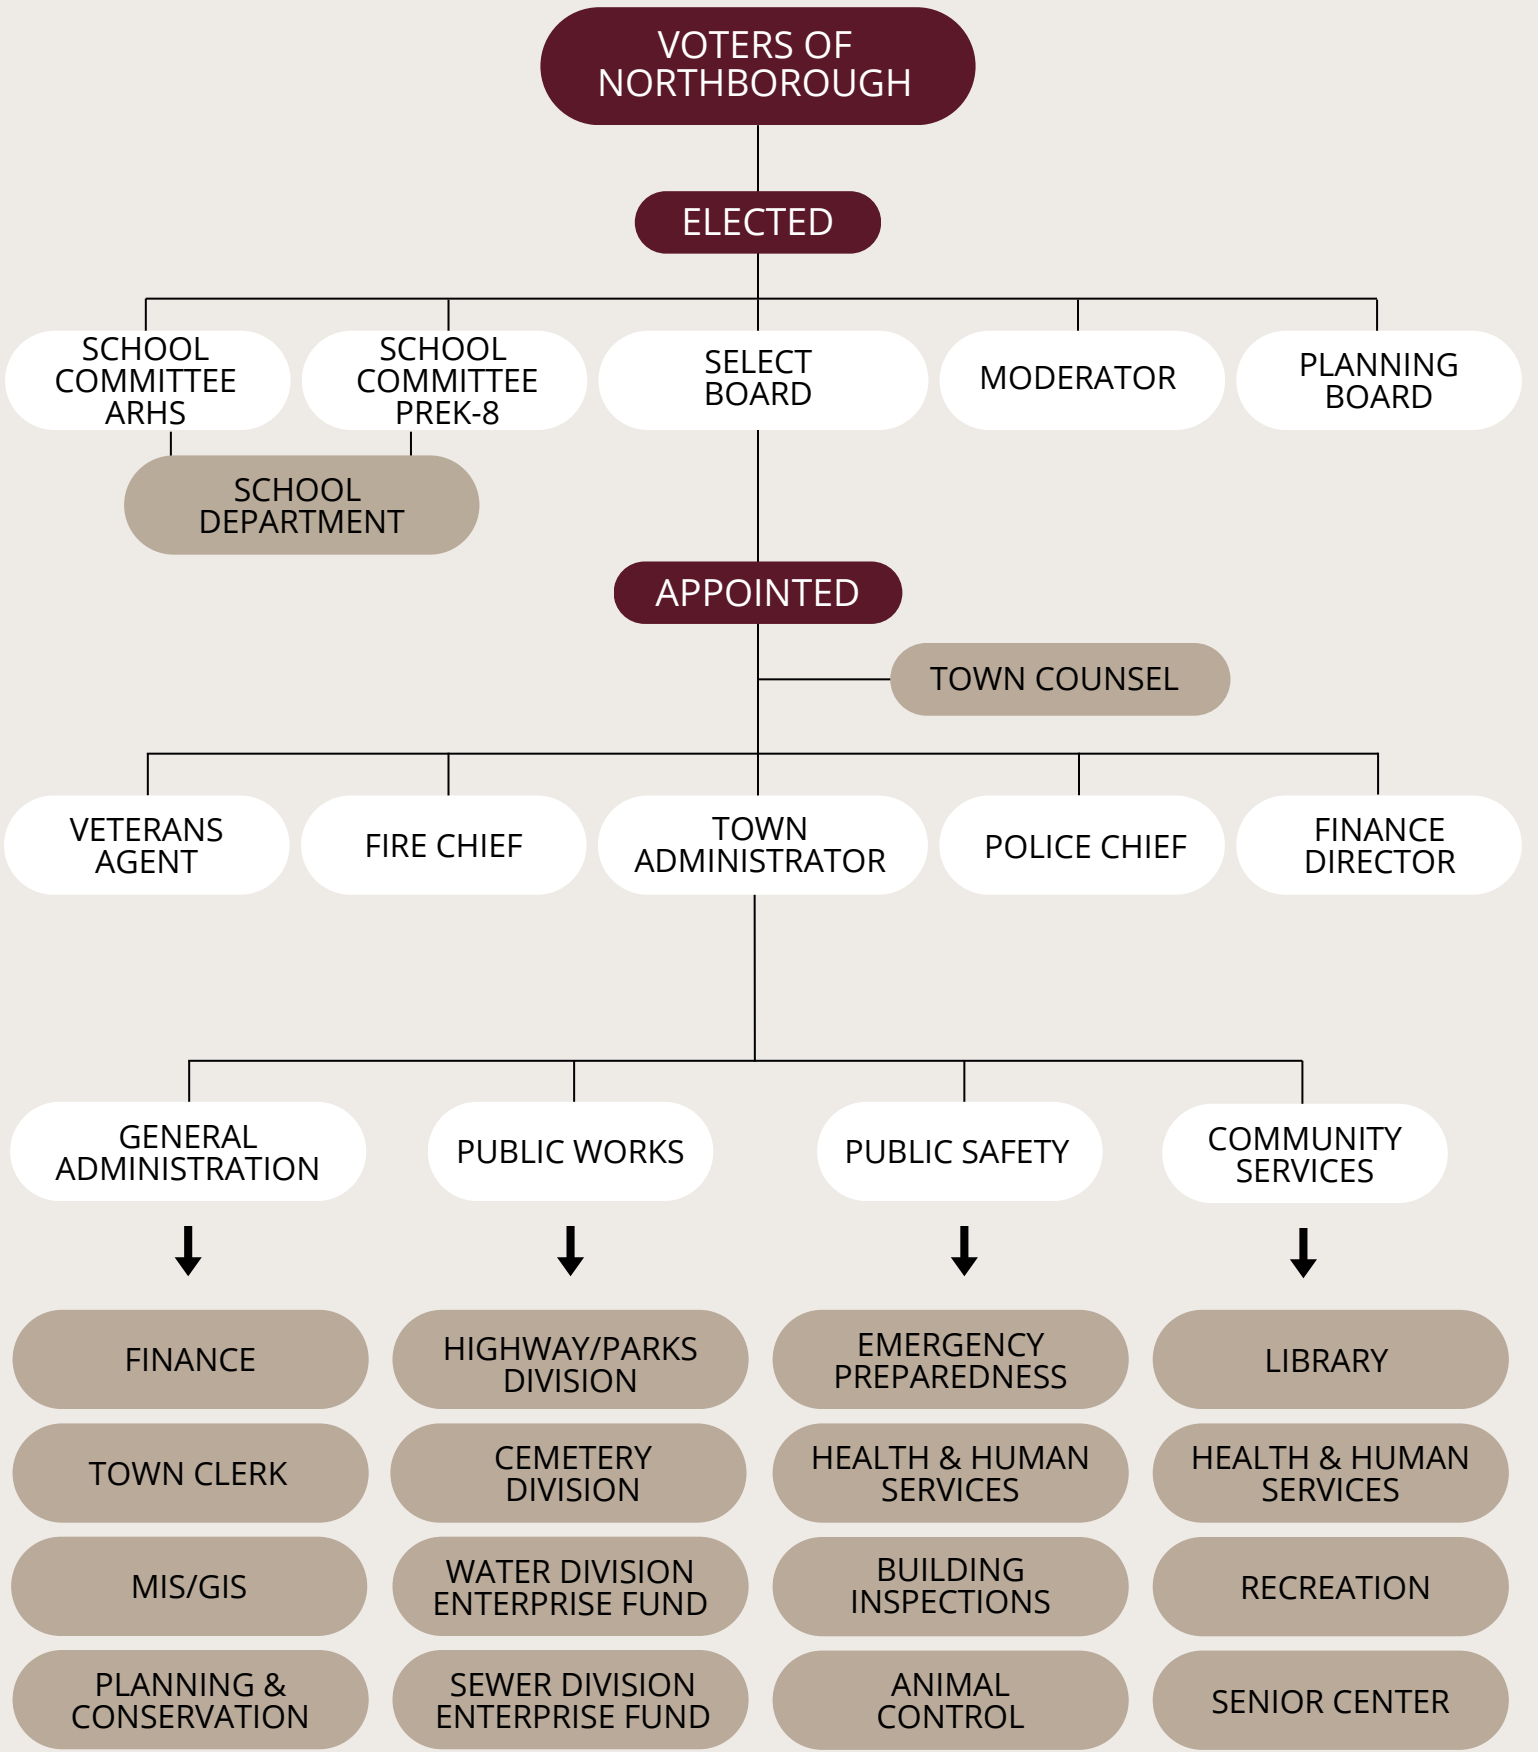 VOTERS OF
NORTHBOROUGH
ELECTED
SCHOOL
COMMITTEE
ARHS
SCHOOL
COMMITTEE
PREK-8
SELECT
BOARD
MODERATOR
PLANNING
BOARD
SCHOOL
DEPARTMENT
APPOINTED
TOWN COUNSEL
VETERANS
AGENT
FIRE CHIEF
TOWN
ADMINISTRATOR
POLICE CHIEF
FINANCE
DIRECTOR
GENERAL
ADMINISTRATION
PUBLIC WORKS
PUBLIC SAFETY
COMMUNITY
SERVICES
FINANCE
HIGHWAY/PARKS
DIVISION
EMERGENCY
PREPAREDNESS
LIBRARY
TOWN CLERK
CEMETERY
DIVISION
HEALTH & HUMAN
SERVICES
HEALTH & HUMAN
SERVICES
MIS/GIS
WATER DIVISION
ENTERPRISE FUND
BUILDING
INSPECTIONS
RECREATION
PLANNING &
CONSERVATION
SEWER DIVISION
ENTERPRISE FUND
ANIMAL
CONTROL
SENIOR CENTER